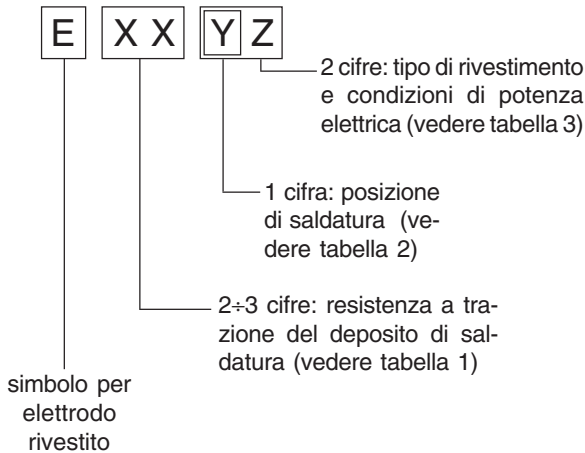 E XX YZ
2 cifre: tipo di rivestimento
e condizioni di potenza
elettrica (vedere tabella 3)
1 cifra: posizione
di saldatura (ve-
dere tabella 2)
2÷3 cifre: resistenza a tra-
zione del deposito di sal-
datura (vedere tabella 1)
simbolo per
elettrodo
rivestito